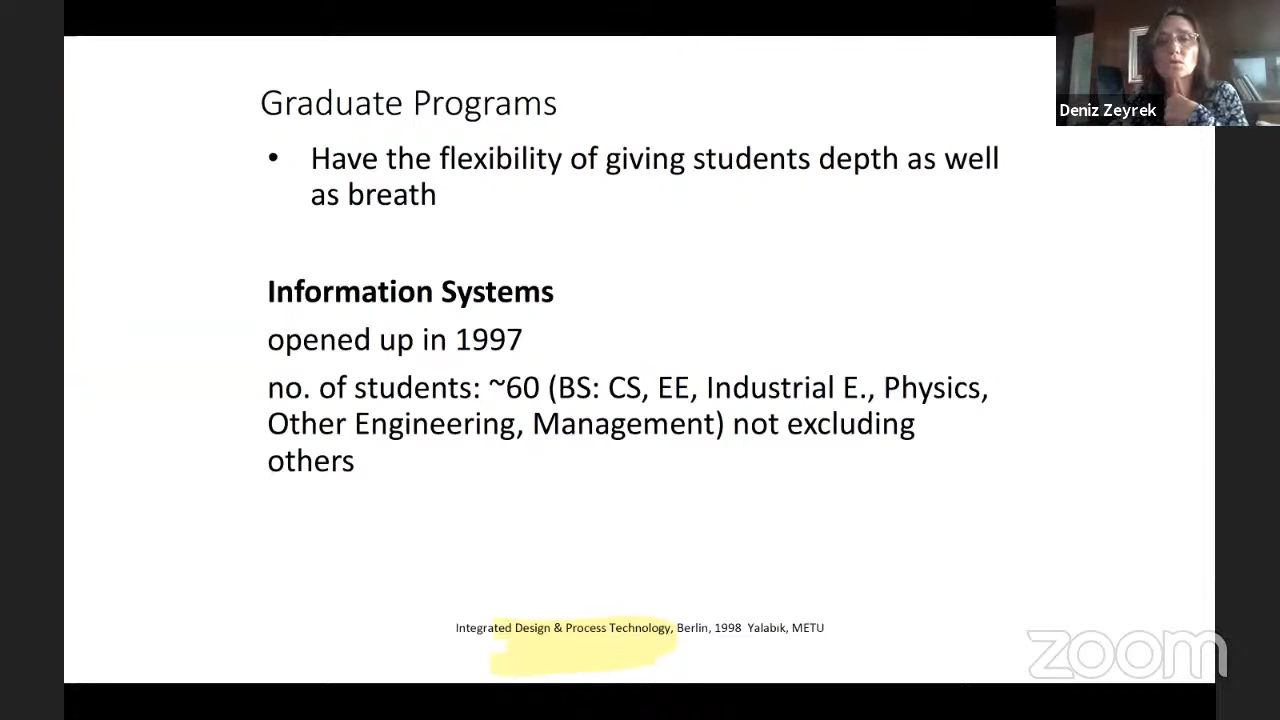 Graduate Programs
• Have the flexibility of giving students depth as well
as breath
Information Systems
opened up in 1997
no. of students: ~60 (BS: CS, EE, Industrial E., Physics,
Other Engineering, Management) not excluding
others
Integrated Design & Process Technology, Berlin, 1998 Yalabık, METU
Deniz Zeyrek
zoom